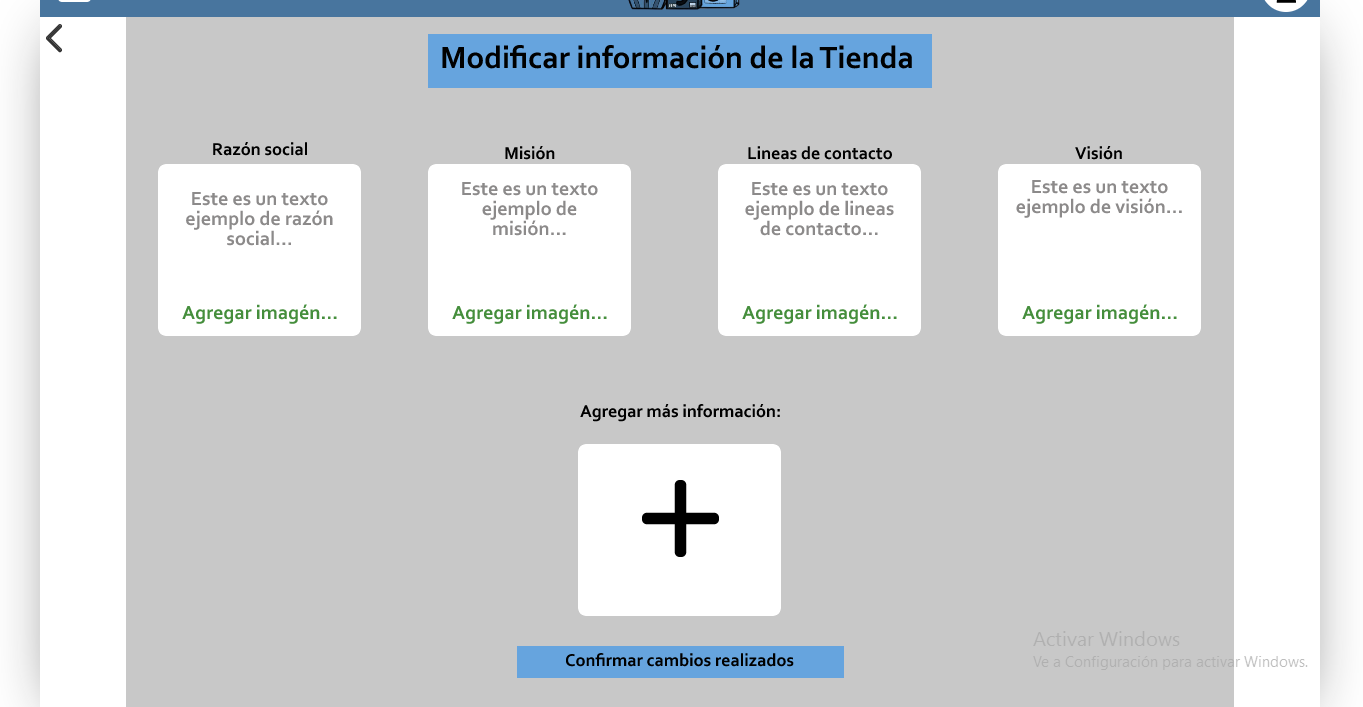 Modificar información de la Tienda
Razón social
Este es un texto
ejemplo de razón
social...
Agregar imagén...
Misión
Este es un texto
ejemplo de
misión...
Agregar imagén...
Lineas de contacto
Este es un texto
ejemplo de lineas
de contacto...
Agregar imagén...
Visión
Este es un texto
ejemplo de visión...
Agregar imagén...
Agregar más información:
Confirmar cambios realizados
Activar Windows
Ve a Configuración para activar Windows.